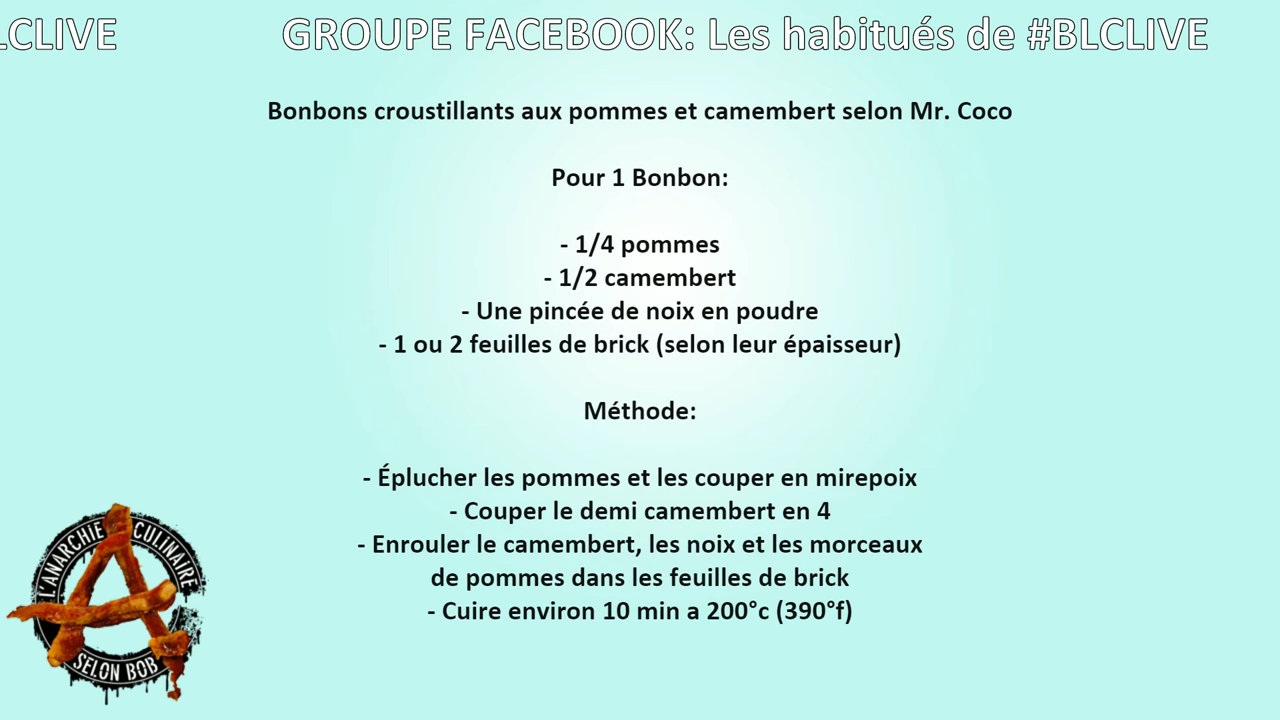 LCLIVE GROUPE FACEBOOK: Les habitués de #BLCLIVE
Bonbons croustillants aux pommes et camembert selon Mr. Coco
Pour 1 Bonbon:
- 1/4 pommes
- 1/2 camembert
- Une pincée de noix en poudre
- 1 ou 2 feuilles de brick (selon leur épaisseur)
Méthode:
- Éplucher les pommes et les couper en mirepoix
- Couper le demi camembert en 4
- Enrouler le camembert, les noix et les morceaux
de pommes dans les feuilles de brick
- Cuire environ 10 min a 200°c (390°f)
L'ANARCHIE CULINAIRE
SELON BOB